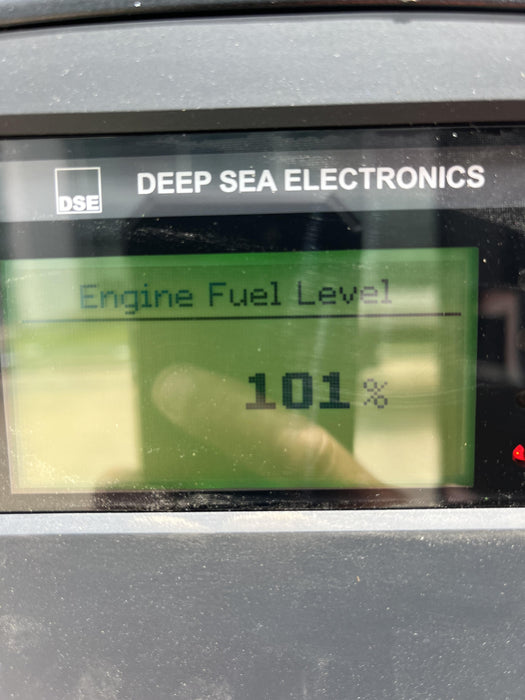 DSE
DEEP SEA ELECTRONICS
Engine Fuel Level
101%